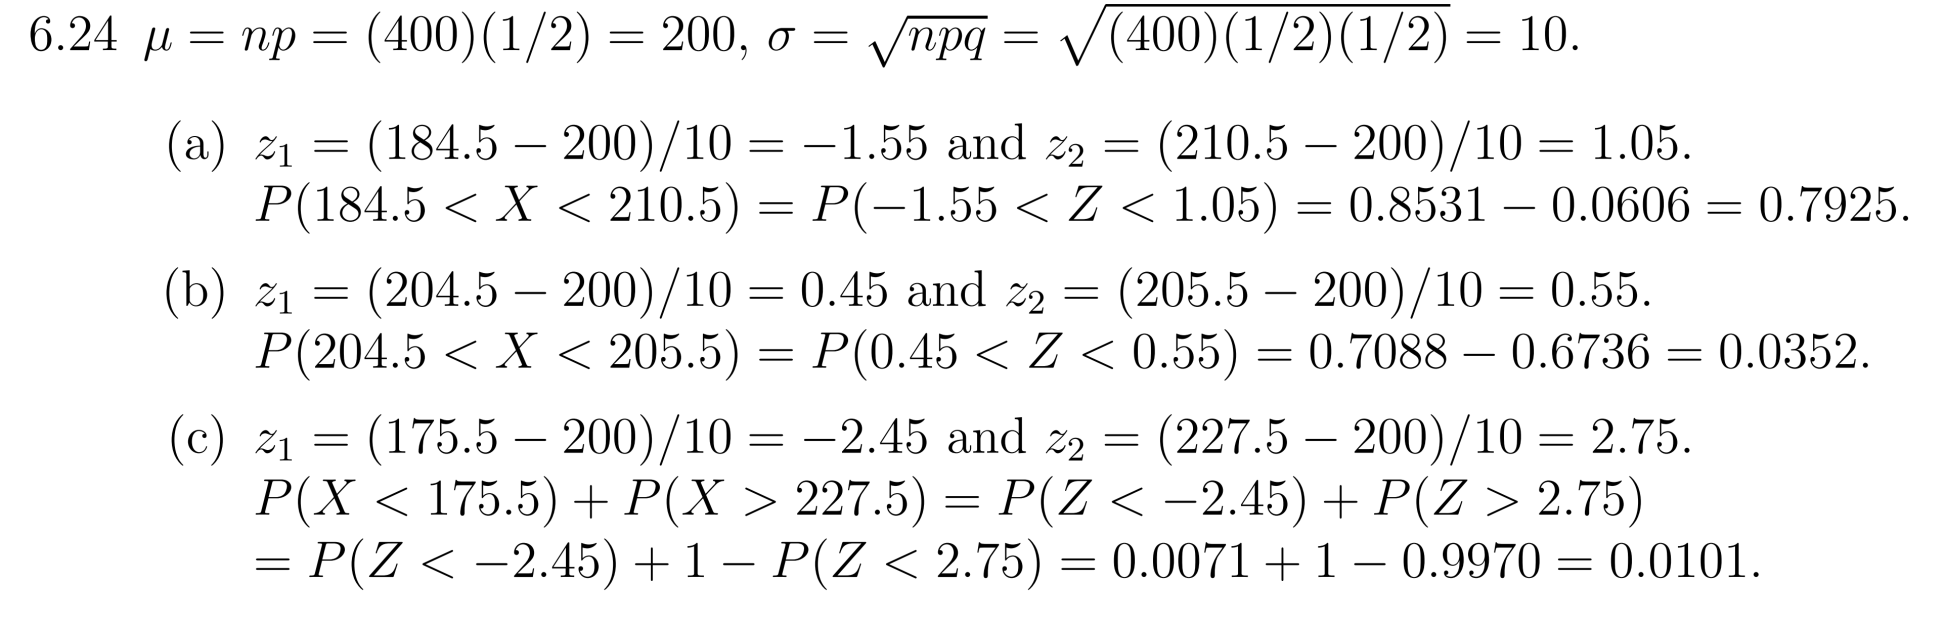 6.24 μ = np = (400)(1/2) = 200, σ = √npq = √(400)(1/2)(1/2) = 10.
(a) z₁ = (184.5 − 200)/10 = −1.55 and z₂ = (210.5 − 200)/10 = 1.05.
P(184.5 < X < 210.5) = P(−1.55 < Z < 1.05) = 0.8531 − 0.0606 = 0.7925.
(b) z₁ = (204.5 − 200)/10 = 0.45 and z₂ = (205.5 − 200)/10 = 0.55.
P(204.5 < X < 205.5) = P(0.45 < Z < 0.55) = 0.7088 − 0.6736 = 0.0352.
(c) z₁ = (175.5 − 200)/10 = −2.45 and z₂ = (227.5 − 200)/10 = 2.75.
P(X < 175.5) + P(X > 227.5) = P(Z < −2.45) + P(Z > 2.75)
= P(Z < −2.45) + 1 − P(Z < 2.75) = 0.0071 + 1 − 0.9970 = 0.0101.